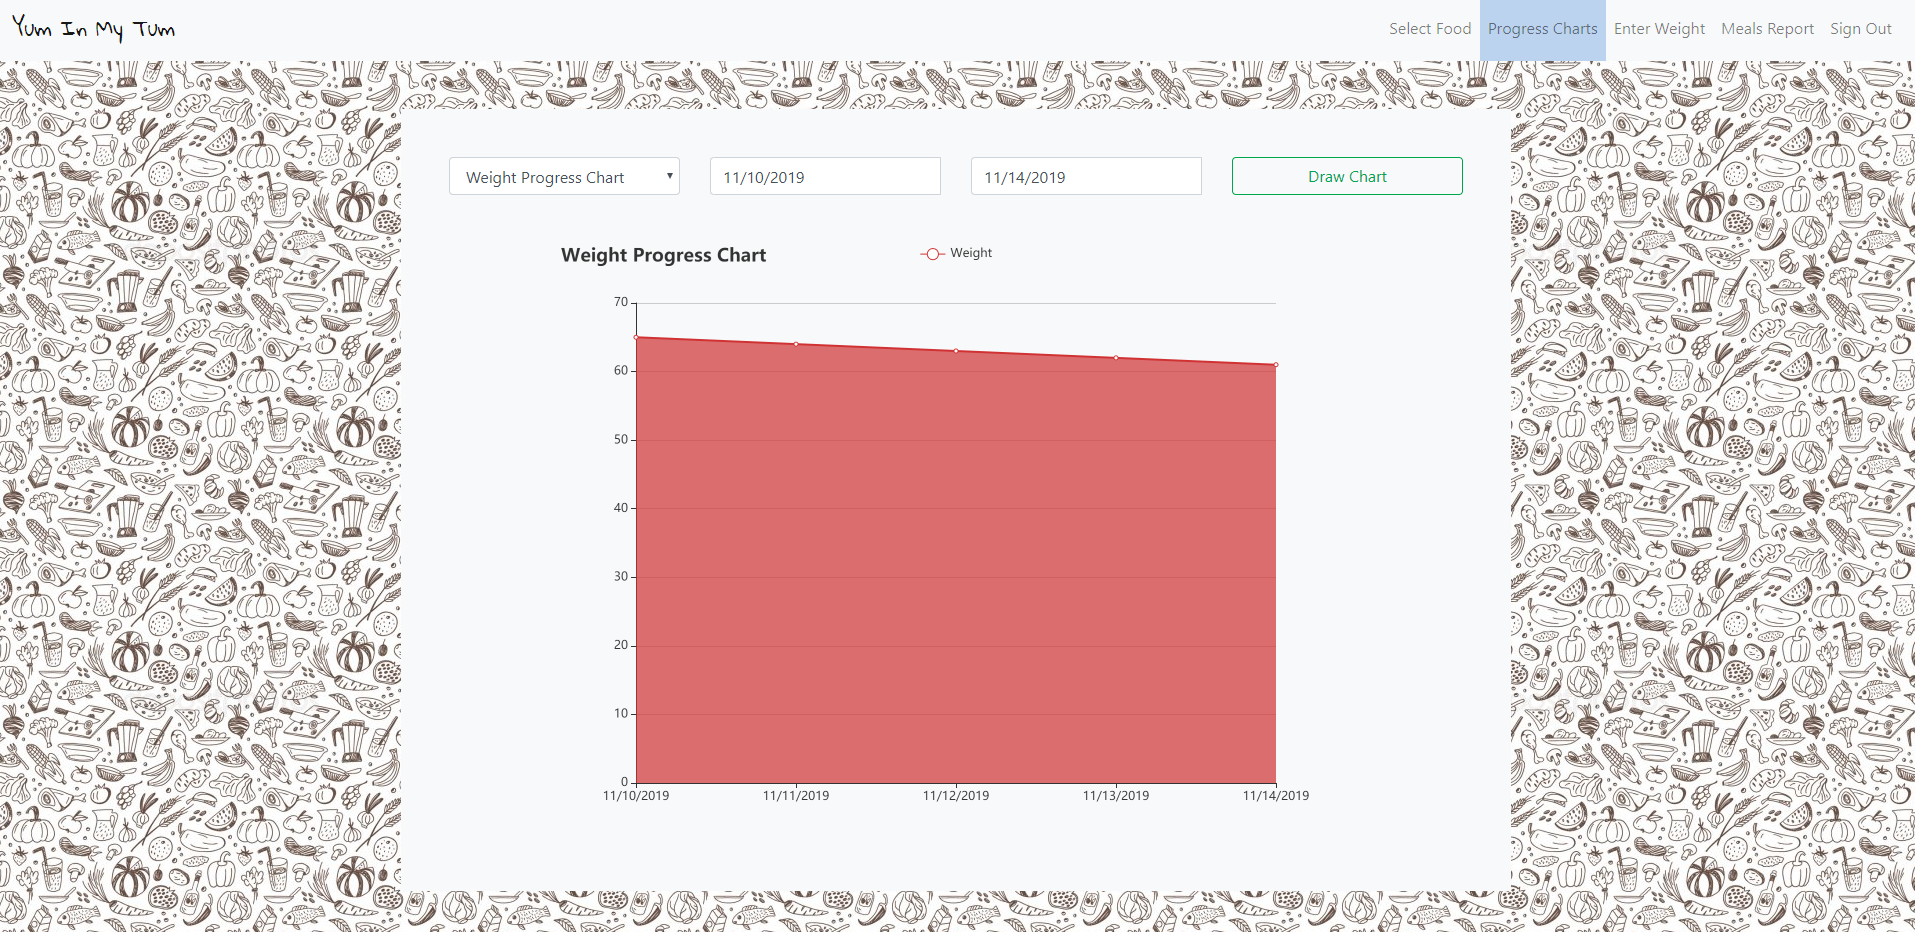 Yum In My Tum
Select Food Progress Charts Enter Weight Meals Report Sign Out
Weight Progress Chart 11/10/2019 11/14/2019 Draw Chart
Weight Progress Chart Weight
70
60
50
40
30
20
10
0
11/10/2019 11/11/2019 11/12/2019 11/13/2019 11/14/2019